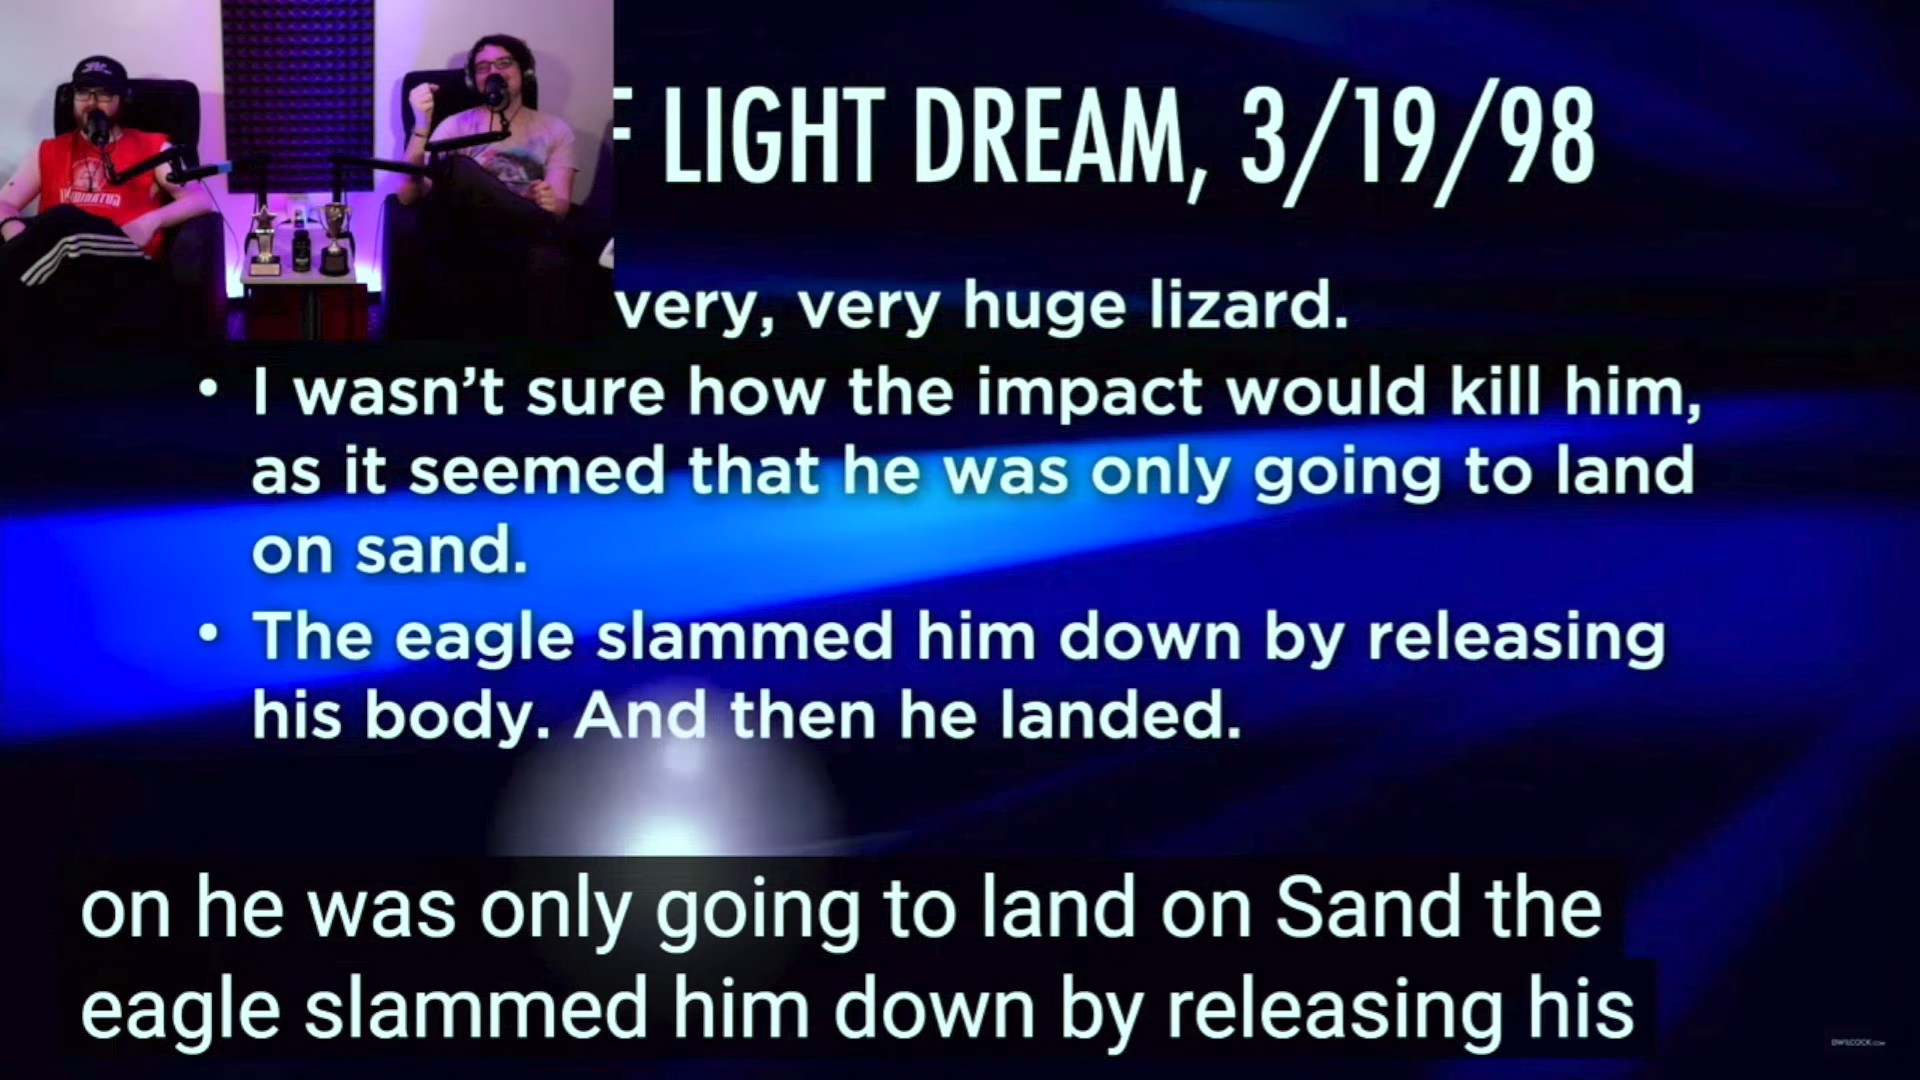 F LIGHT DREAM, 3/19/98
very, very huge lizard.
• I wasn't sure how the impact would kill him,
as it seemed that he was only going to land
on sand.
• The eagle slammed him down by releasing
his body. And then he landed.
on he was only going to land on Sand the
eagle slammed him down by releasing his
DWILCOCK.COM